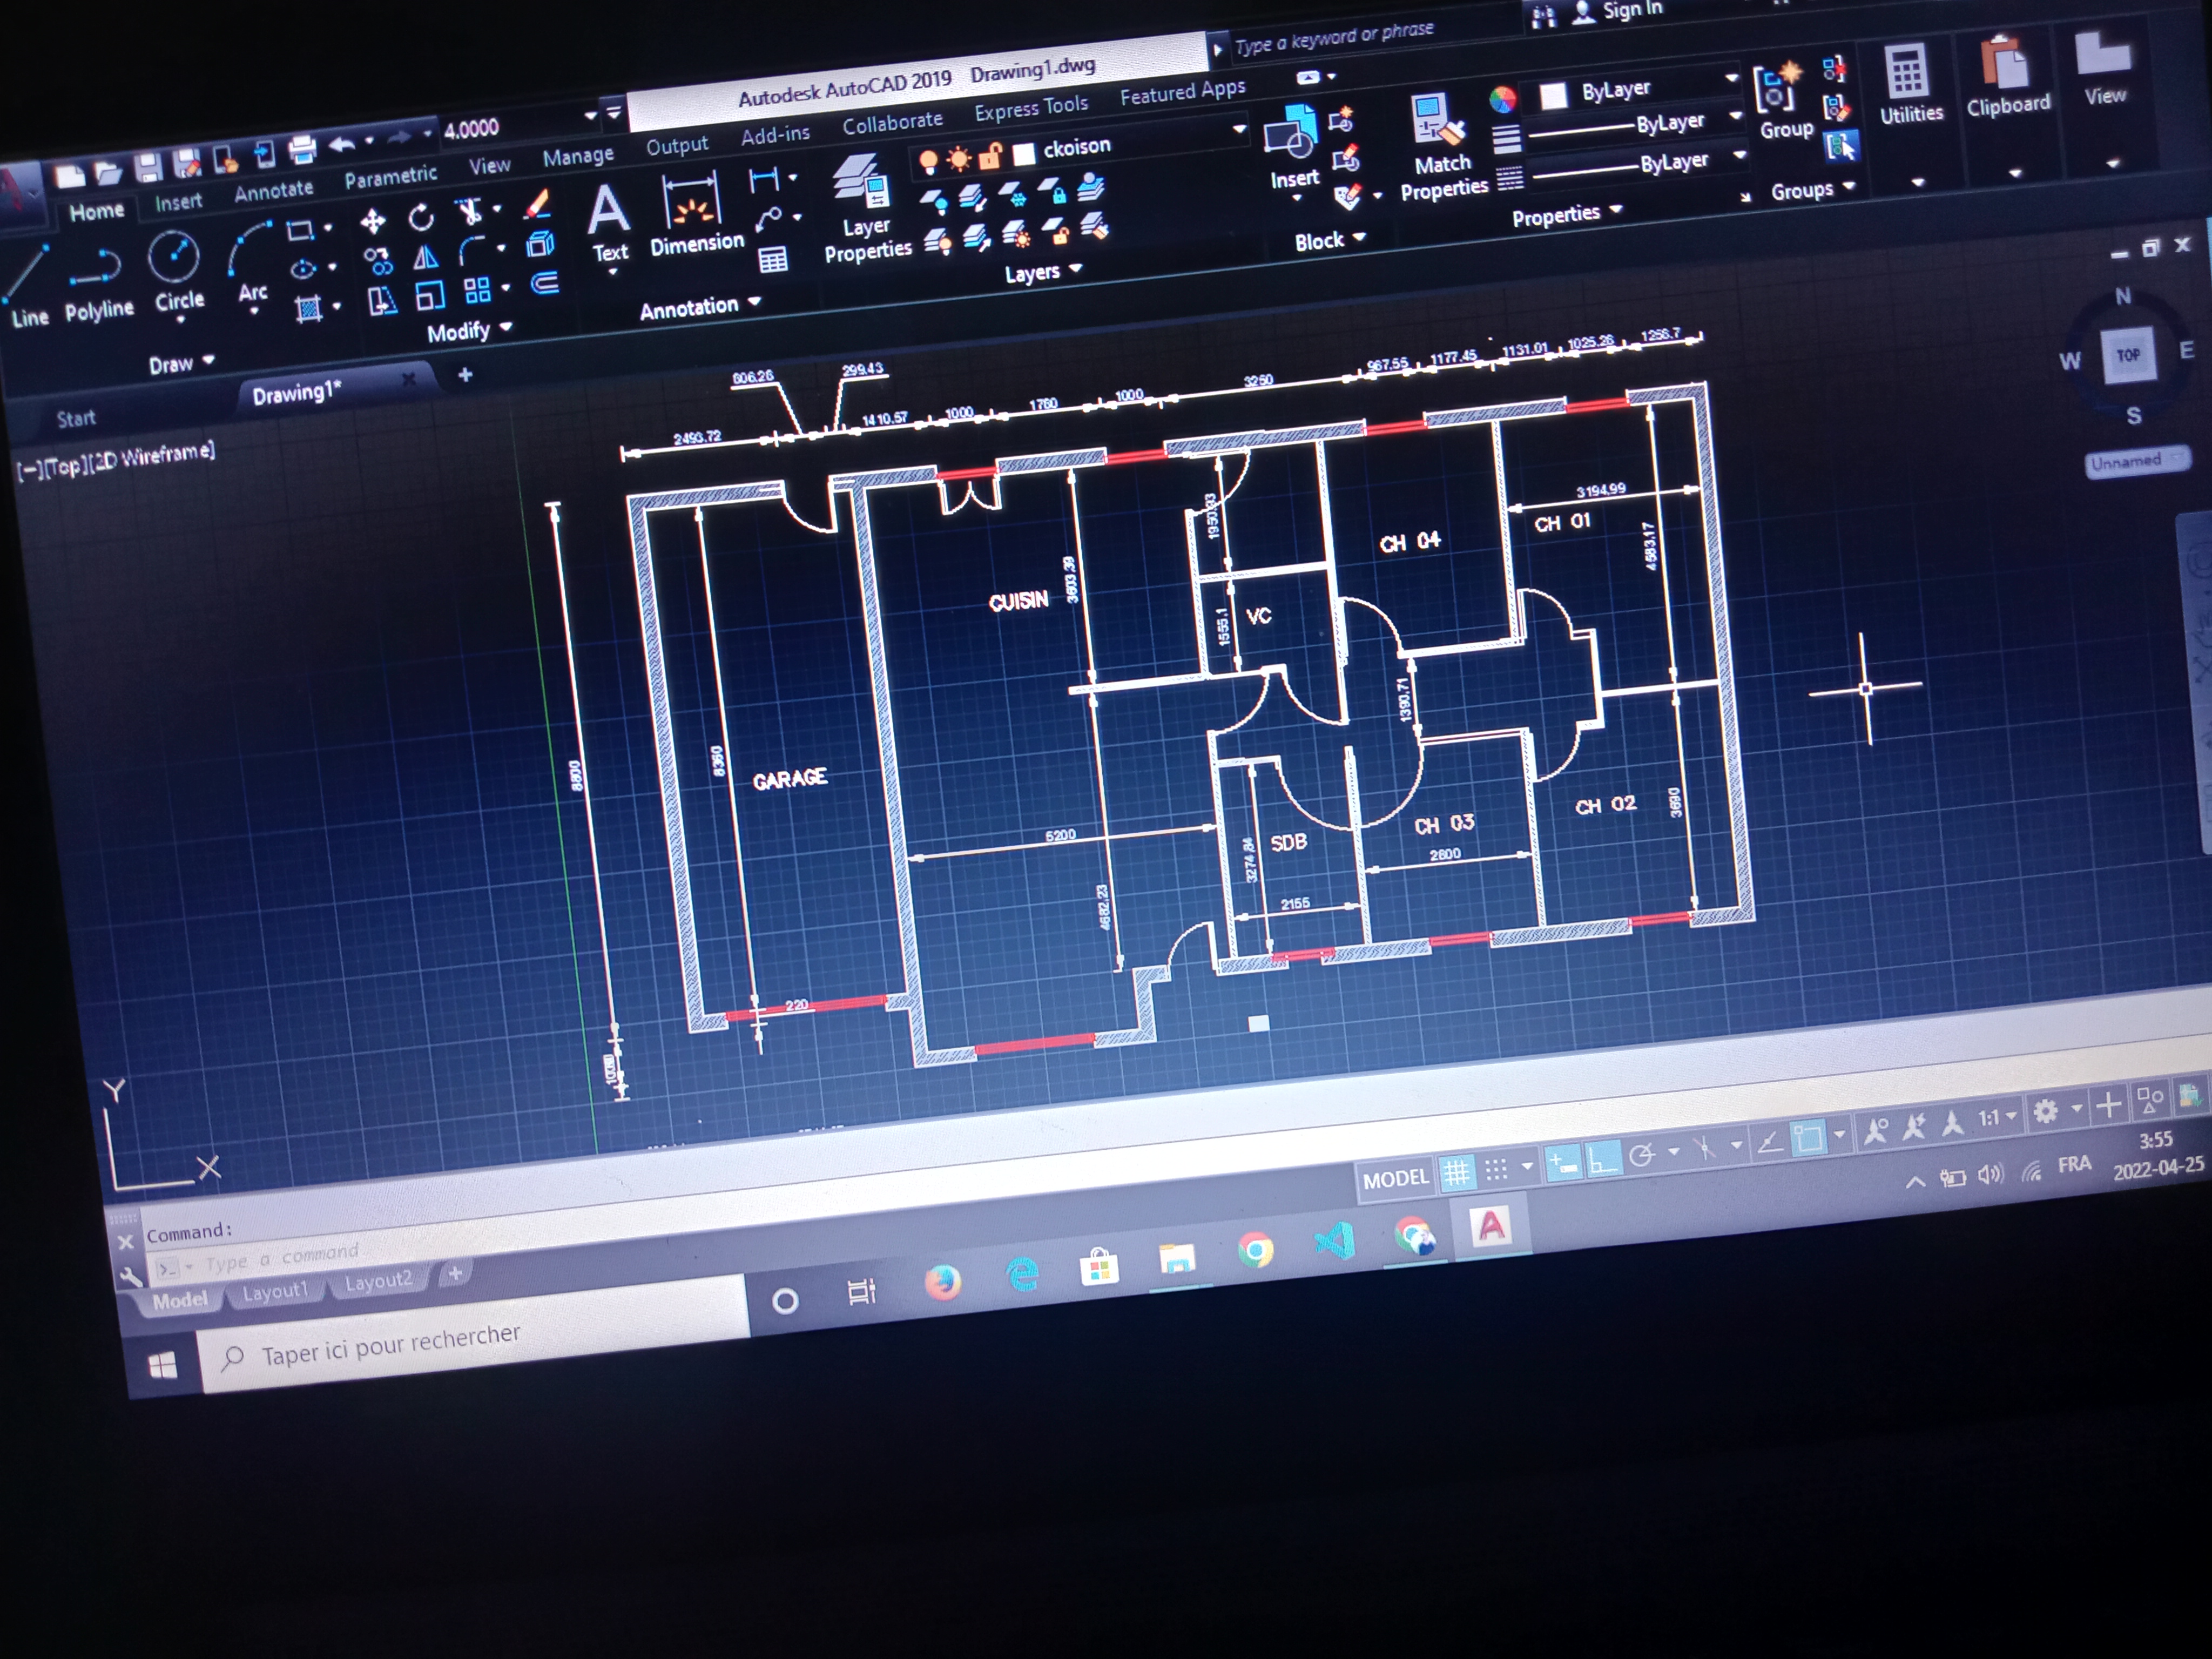 Autodesk AutoCAD 2019 Drawing1.dwg
Type a keyword or phrase
Sign In
4.0000
Home
Insert
Annotate
Parametric
View
Manage
Output
Add-ins
Collaborate
Express Tools
Featured Apps
Line
Polyline
Circle
Arc
Draw
Modify
Text
Dimension
Annotation
Layer
Properties
ckoison
Layers
Insert
Block
Match
Properties
ByLayer
ByLayer
ByLayer
Properties
Group
Groups
Utilities
Clipboard
View
Start
Drawing1*
[−][Top][2D Wireframe]
N
W
TOP
E
S
Unnamed
606.26
299.43
2493.72
1410.57
1000
1760
1000
3250
967.55
1177.45
1131.01
1025.26
1256.7
8800
8360
GARAGE
CUISIN
3603.39
1950.93
1555.1
VC
CH 04
CH 01
3194.99
4583.17
1390.71
5200
4682.23
SDB
3274.84
2155
CH 03
2600
CH 02
3690
220
Y
X
Command:
Type a command
Model
Layout1
Layout2
MODEL
1:1
Taper ici pour rechercher
FRA
3:55
2022-04-25